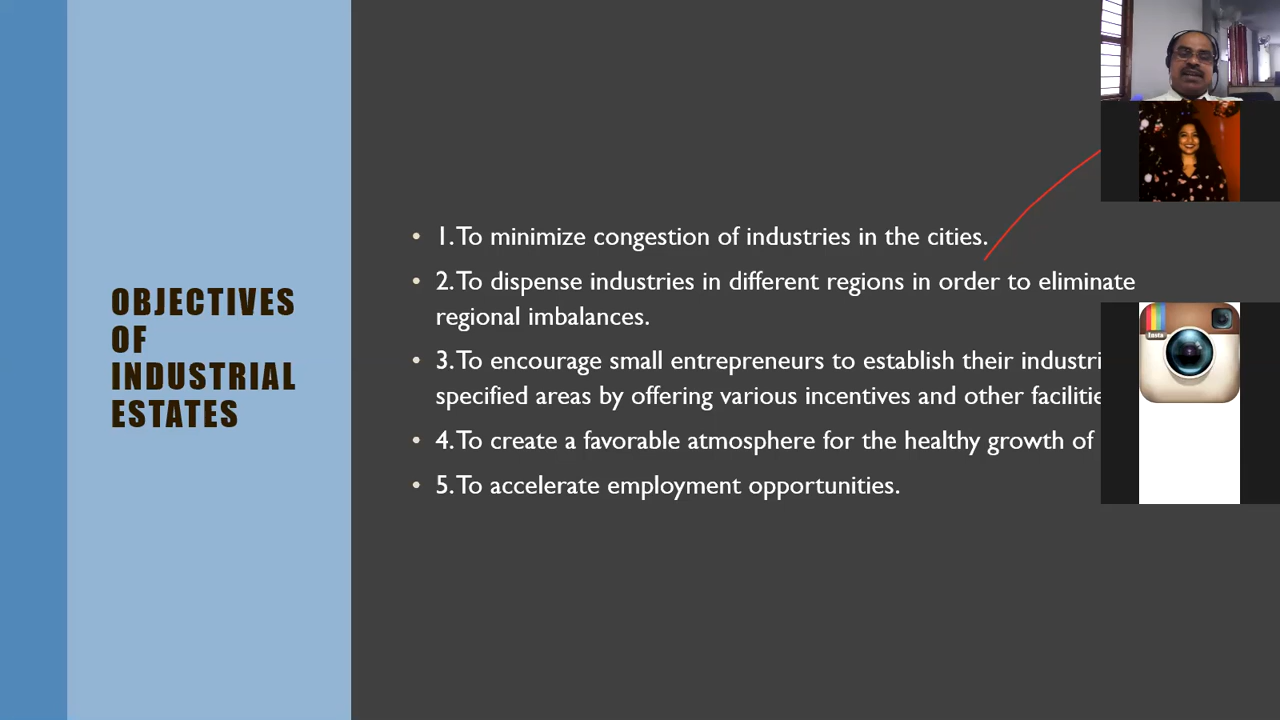 OBJECTIVES
OF
INDUSTRIAL
ESTATES
1. To minimize congestion of industries in the cities.
2. To dispense industries in different regions in order to eliminate
regional imbalances.
3. To encourage small entrepreneurs to establish their
specified areas by offering various incentives and other
4. To create a favorable atmosphere for the healthy growth of
5. To accelerate employment opportunities.
Insta